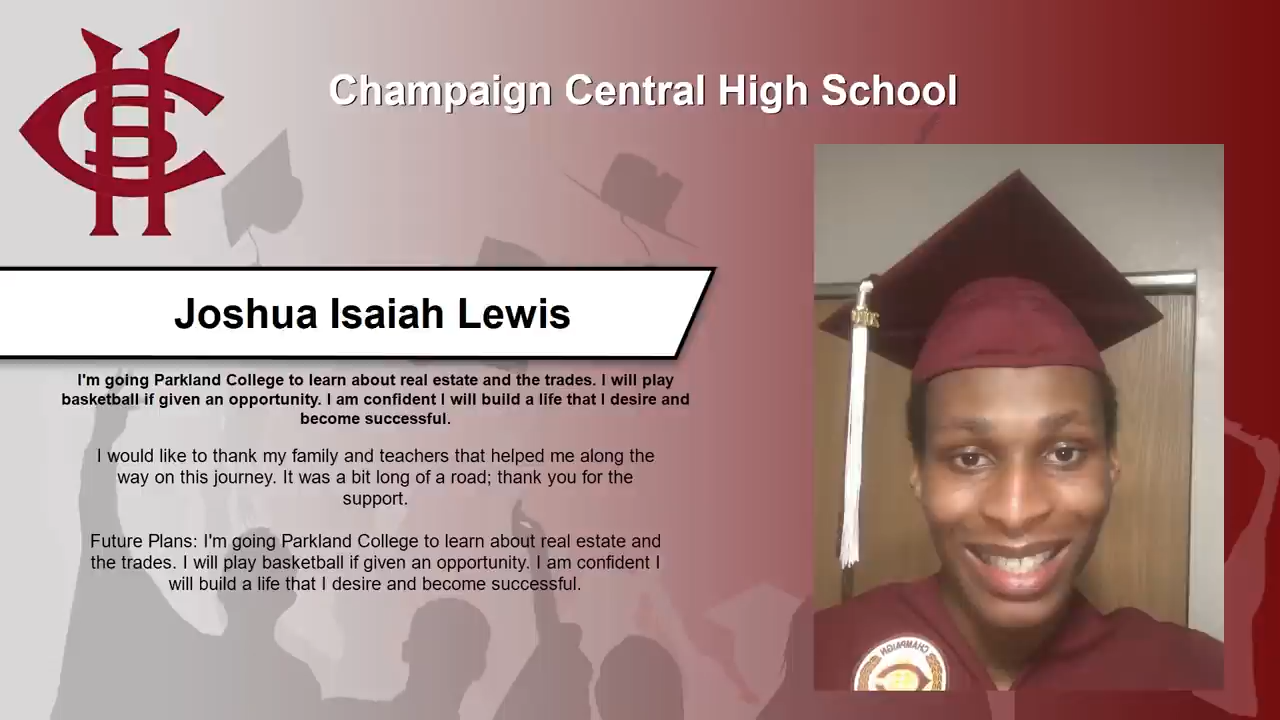 Champaign Central High School
Joshua Isaiah Lewis
I'm going Parkland College to learn about real estate and the trades. I will play
basketball if given an opportunity. I am confident I will build a life that I desire and
become successful.
I would like to thank my family and teachers that helped me along the
way on this journey. It was a bit long of a road; thank you for the
support.
Future Plans: I'm going Parkland College to learn about real estate and
the trades. I will play basketball if given an opportunity. I am confident I
will build a life that I desire and become successful.
CHAMPAIGN